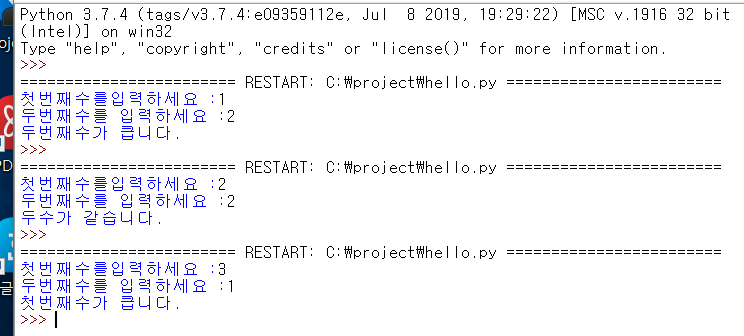 Python 3.7.4 (tags/v3.7.4:e09359112e, Jul  8 2019, 19:29:22) [MSC v.1916 32 bit
(Intel)] on win32
Type "help", "copyright", "credits" or "license()" for more information.
>>>
======================== RESTART: C:₩project₩hello.py ========================
첫번째수를입력하세요 :1
두번째수를 입력하세요 :2
두번째수가 큽니다.
>>>
======================== RESTART: C:₩project₩hello.py ========================
첫번째수를입력하세요 :2
두번째수를 입력하세요 :2
두수가 같습니다.
>>>
======================== RESTART: C:₩project₩hello.py ========================
첫번째수를입력하세요 :3
두번째수를 입력하세요 :1
첫번째수가 큽니다.
>>>